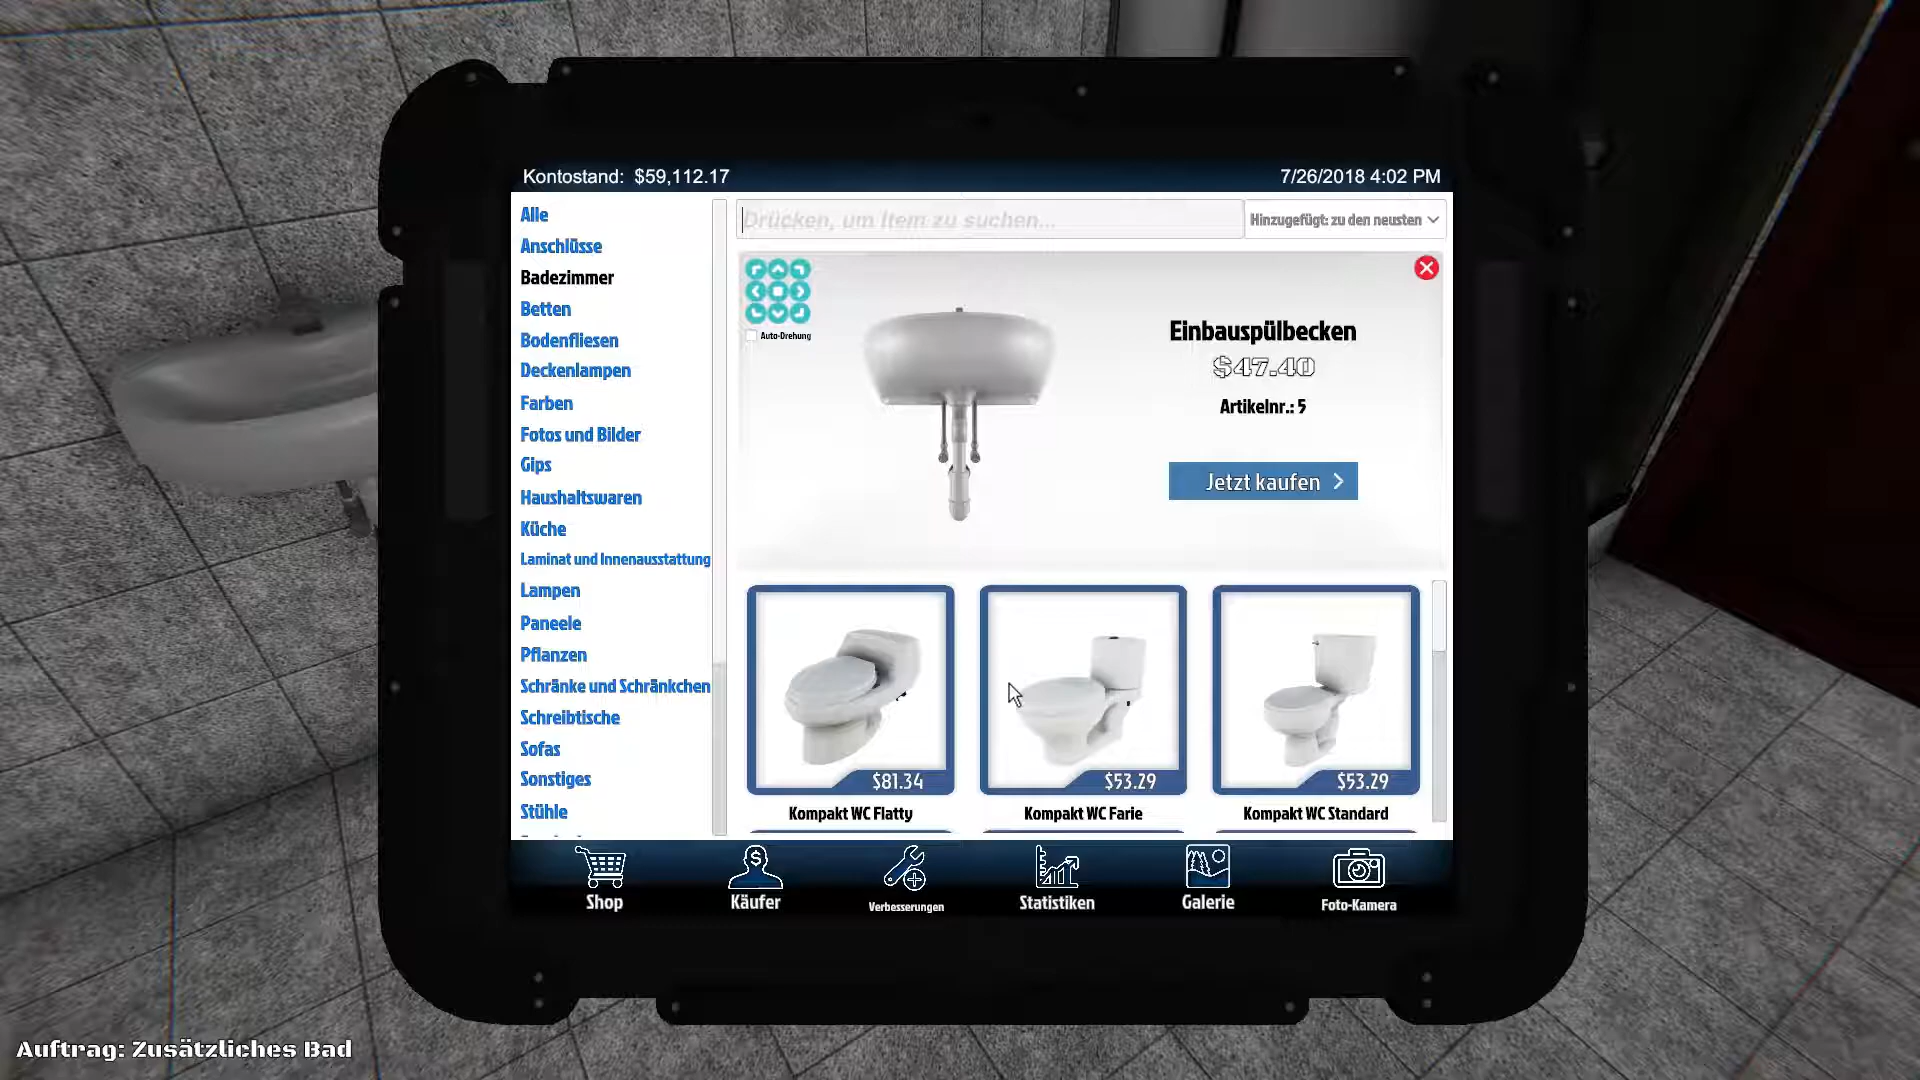 Kontostand: $59,112.17
7/26/2018 4:02 PM
Alle
Anschlüsse
Badezimmer
Betten
Bodenfliesen
Deckenlampen
Farben
Fotos und Bilder
Gips
Haushaltswaren
Küche
Laminat und Innenausstattung
Lampen
Paneele
Pflanzen
Schränke und Schränkchen
Schreibtische
Sofas
Sonstiges
Stühle
Drücken, um Item zu suchen...
Hinzugefügt: zu den neusten
Auto-Drehung
Einbauspülbecken
$47.40
Artikelnr.: 5
Jetzt kaufen
$81.34
$53.29
$53.29
Kompakt WC Flatty
Kompakt WC Farie
Kompakt WC Standard
Shop
Käufer
Verbesserungen
Statistiken
Galerie
Foto-Kamera
Auftrag: Zusätzliches Bad